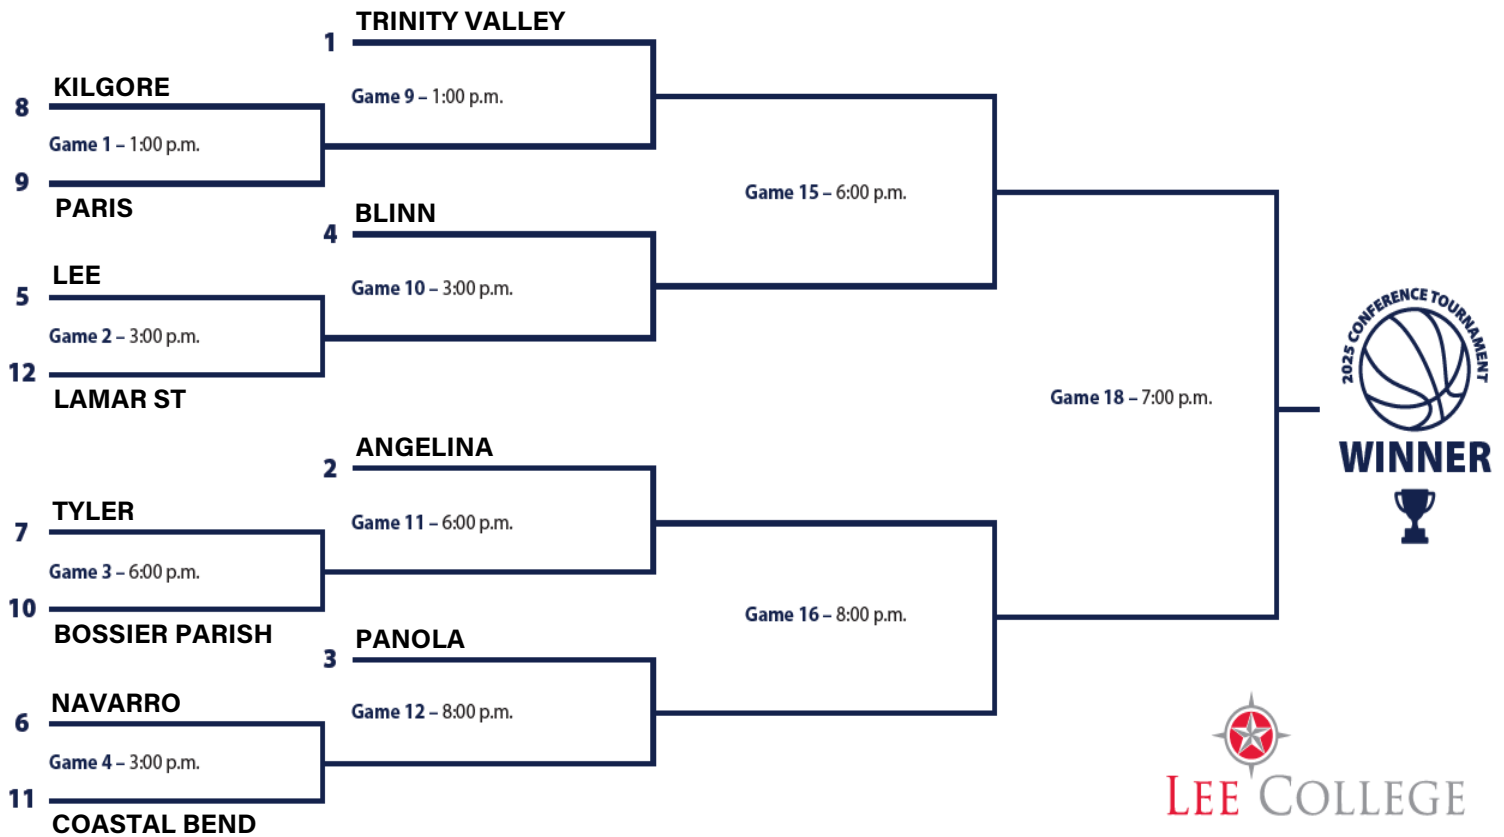 TRINITY VALLEY
1
KILGORE
8
Game 9 – 1:00 p.m.
Game 1 – 1:00 p.m.
9
PARIS
BLINN
4
Game 15 – 6:00 p.m.
LEE
5
Game 10 – 3:00 p.m.
Game 2 – 3:00 p.m.
12
LAMAR ST
Game 18 – 7:00 p.m.
2025 CONFERENCE TOURNAMENT
WINNER
ANGELINA
2
TYLER
7
Game 11 – 6:00 p.m.
Game 3 – 6:00 p.m.
10
BOSSIER PARISH
Game 16 – 8:00 p.m.
PANOLA
3
NAVARRO
6
Game 12 – 8:00 p.m.
Game 4 – 3:00 p.m.
11
COASTAL BEND
LEE COLLEGE